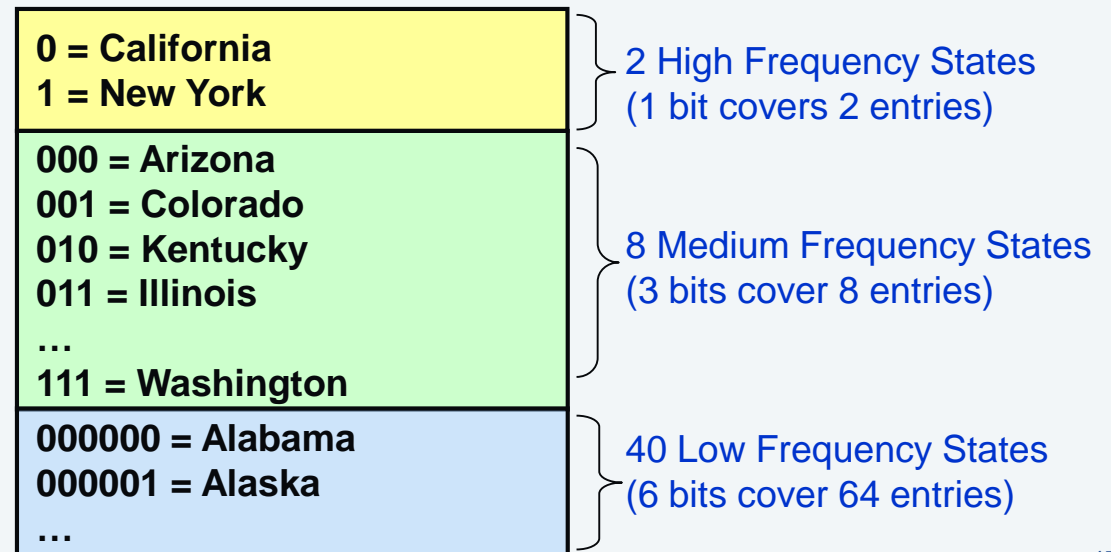 0 = California
1 = New York
2 High Frequency States
(1 bit covers 2 entries)
000 = Arizona
001 = Colorado
010 = Kentucky
011 = Illinois
…
111 = Washington
8 Medium Frequency States
(3 bits cover 8 entries)
000000 = Alabama
000001 = Alaska
…
40 Low Frequency States
(6 bits cover 64 entries)